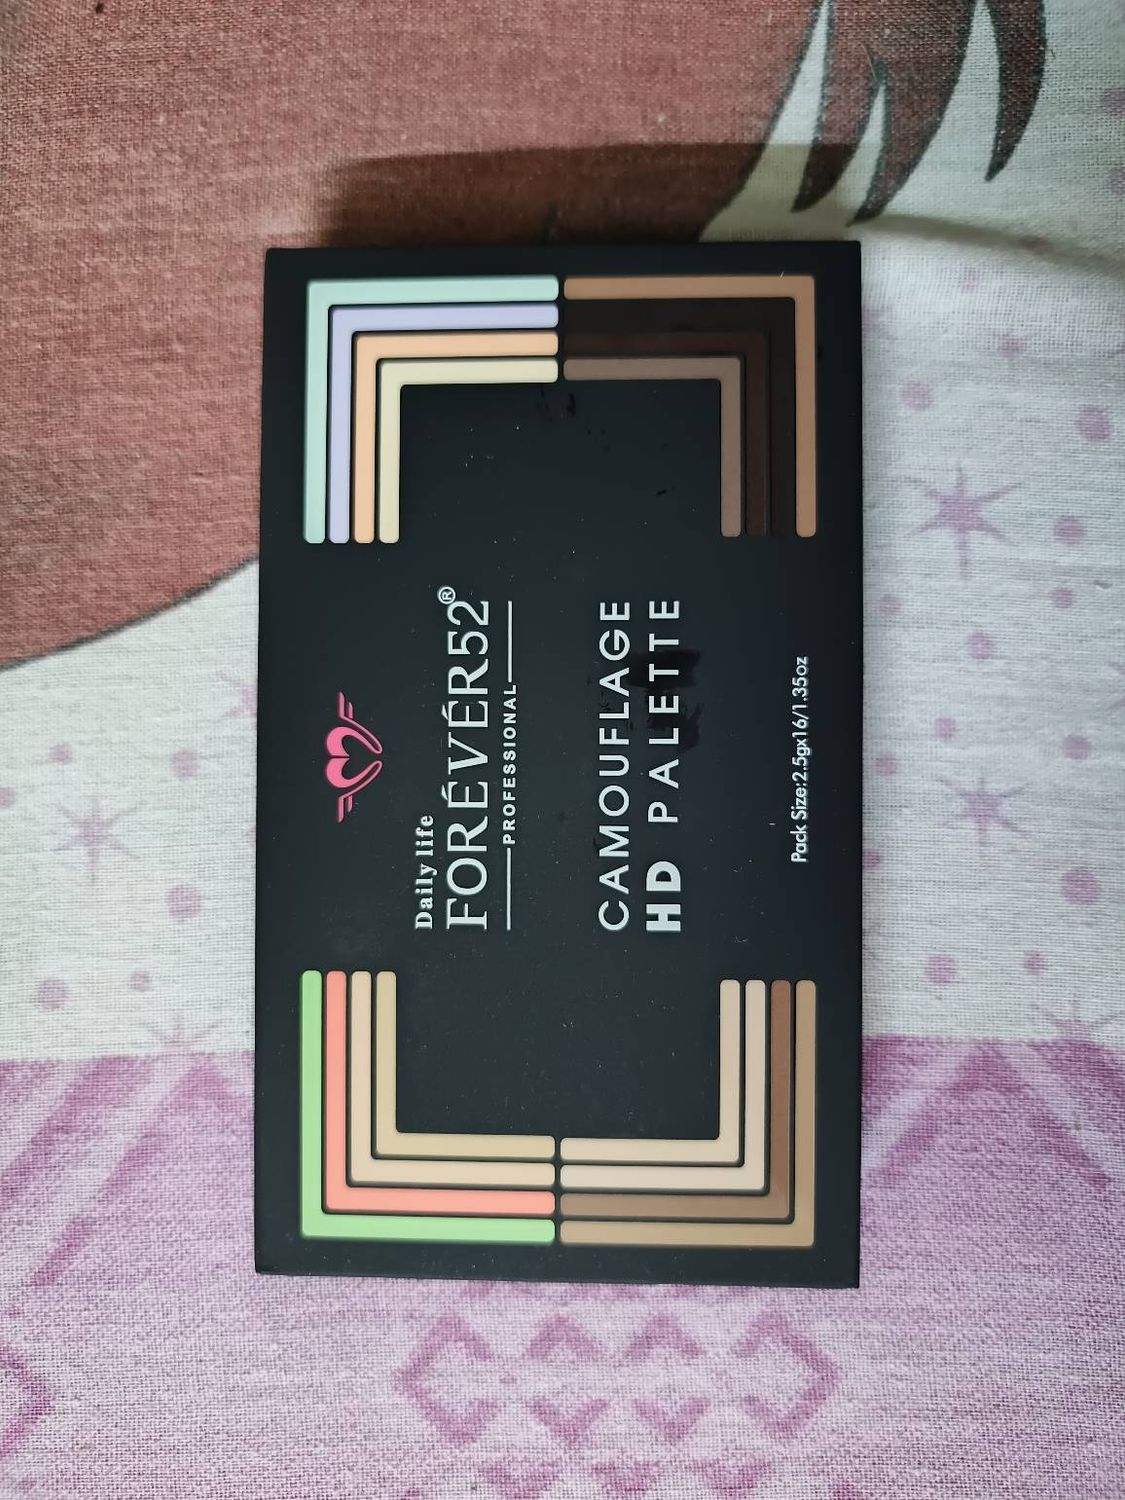 Daily life
FORÉVÉR52®
PROFESSIONAL
CAMOUFLAGE
HD PALETTE
Pack Size:2.5gx16/1.35oz